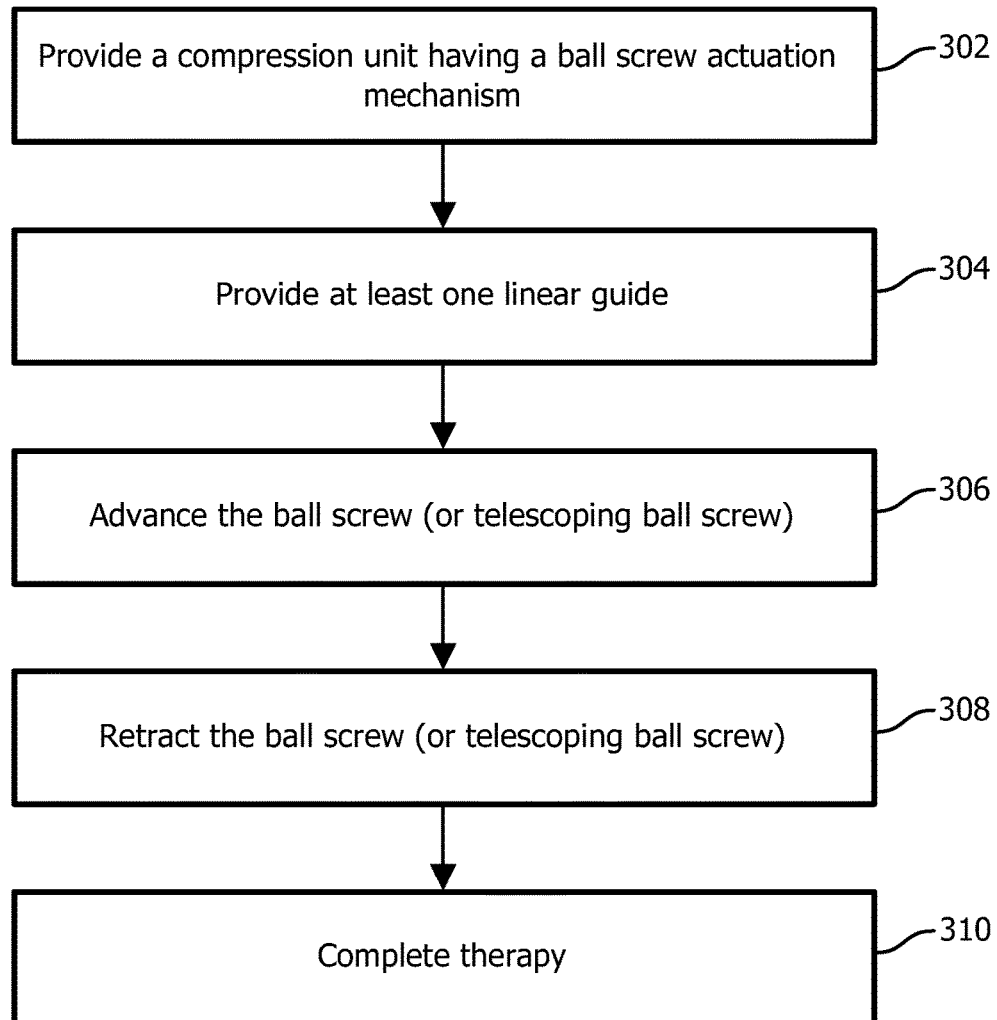 Provide a compression unit having a ball screw actuation
mechanism
302
Provide at least one linear guide
304
Advance the ball screw (or telescoping ball screw)
306
Retract the ball screw (or telescoping ball screw)
308
Complete therapy
310